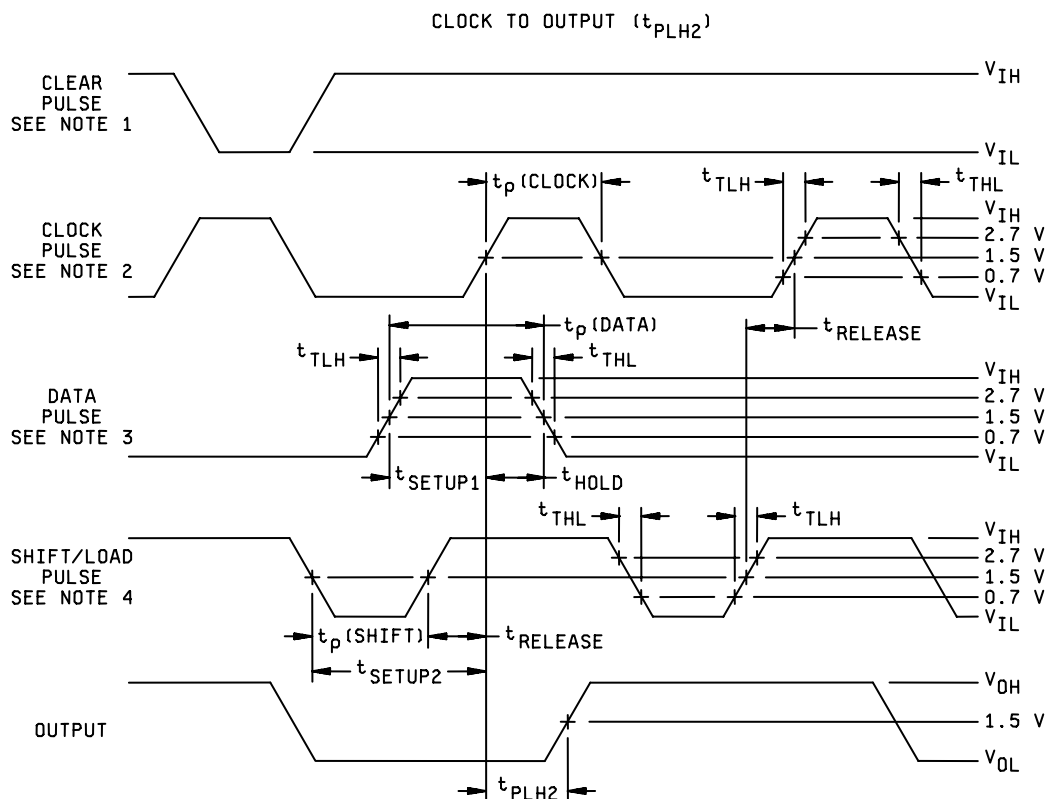 CLOCK TO OUTPUT (tPLH2)
CLEAR
PULSE
SEE NOTE 1
VIH
VIL
tp(CLOCK)
tTLH
tTHL
CLOCK
PULSE
SEE NOTE 2
VIH
2.7 V
1.5 V
0.7 V
VIL
tp(DATA)
tRELEASE
tTLH
tTHL
DATA
PULSE
SEE NOTE 3
VIH
2.7 V
1.5 V
0.7 V
VIL
tSETUP1
tHOLD
tTHL
tTLH
SHIFT/LOAD
PULSE
SEE NOTE 4
VIH
2.7 V
1.5 V
0.7 V
VIL
tp(SHIFT)
tRELEASE
tSETUP2
OUTPUT
VOH
1.5 V
VOL
tPLH2